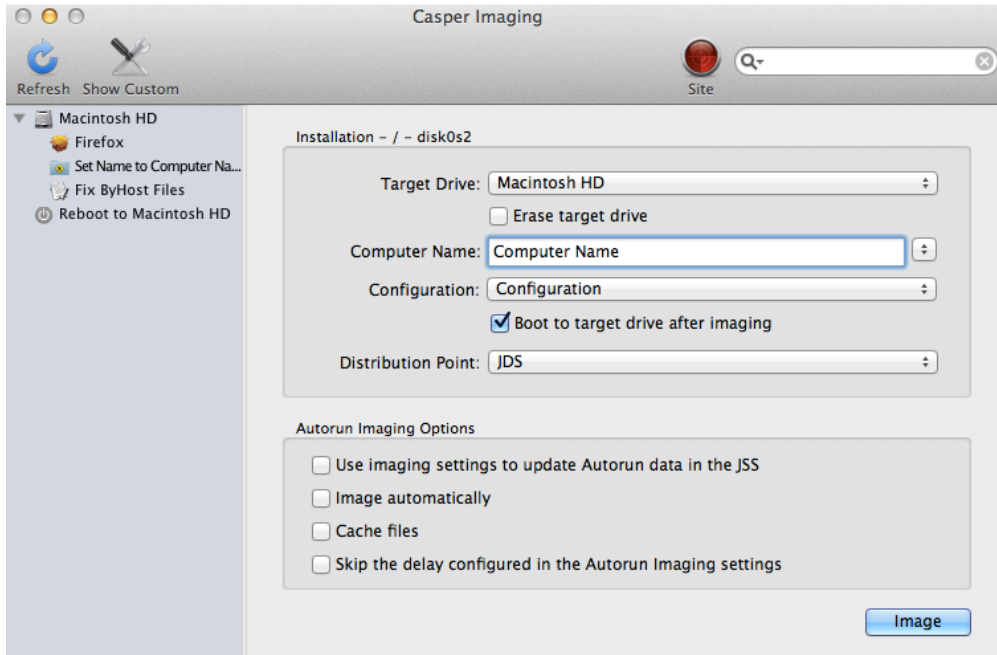 Casper Imaging
Refresh Show Custom
Site
Macintosh HD
Firefox
Set Name to Computer Na...
Fix ByHost Files
Reboot to Macintosh HD
Installation - / - disk0s2
Target Drive: Macintosh HD
Erase target drive
Computer Name: Computer Name
Configuration: Configuration
Boot to target drive after imaging
Distribution Point: JDS
Autorun Imaging Options
Use imaging settings to update Autorun data in the JSS
Image automatically
Cache files
Skip the delay configured in the Autorun Imaging settings
Image